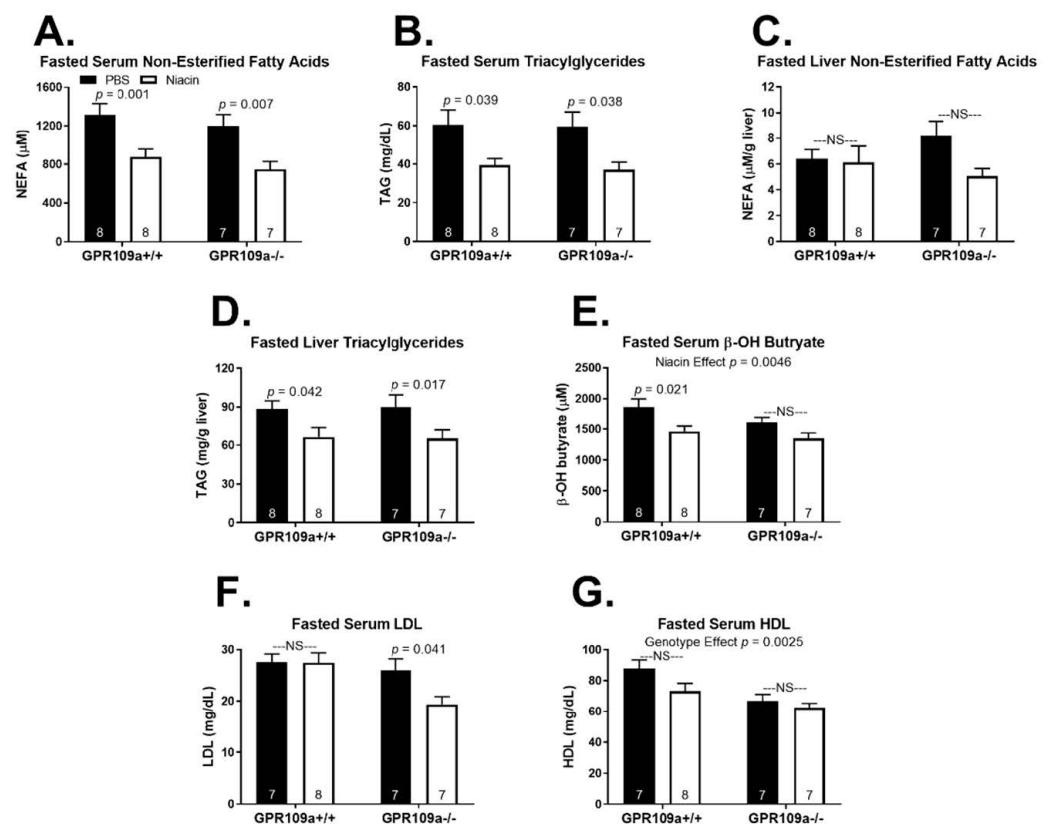 A.
Fasted Serum Non-Esterified Fatty Acids
PBS Niacin
p = 0.001
p = 0.007
NEFA (μM)
1600
1200
800
400
0
8 8 7 7
GPR109a+/+ GPR109a-/-
B.
Fasted Serum Triacylglycerides
p = 0.039
p = 0.038
TAG (mg/dL)
80
60
40
20
0
8 8 7 7
GPR109a+/+ GPR109a-/-
C.
Fasted Liver Non-Esterified Fatty Acids
---NS---
---NS---
NEFA (μM/g liver)
12
10
8
6
4
2
0
8 8 7 7
GPR109a+/+ GPR109a-/-
D.
Fasted Liver Triacylglycerides
p = 0.042
p = 0.017
TAG (mg/g liver)
120
90
60
30
0
8 8 7 7
GPR109a+/+ GPR109a-/-
E.
Fasted Serum β-OH Butryate
Niacin Effect p = 0.0046
p = 0.021
---NS---
β-OH butyrate (μM)
2500
2000
1500
1000
500
0
8 8 7 7
GPR109a+/+ GPR109a-/-
F.
Fasted Serum LDL
---NS---
p = 0.041
LDL (mg/dL)
30
20
10
0
7 8 7 7
GPR109a+/+ GPR109a-/-
G.
Fasted Serum HDL
Genotype Effect p = 0.0025
---NS---
---NS---
HDL (mg/dL)
100
80
60
40
20
0
7 8 7 7
GPR109a+/+ GPR109a-/-